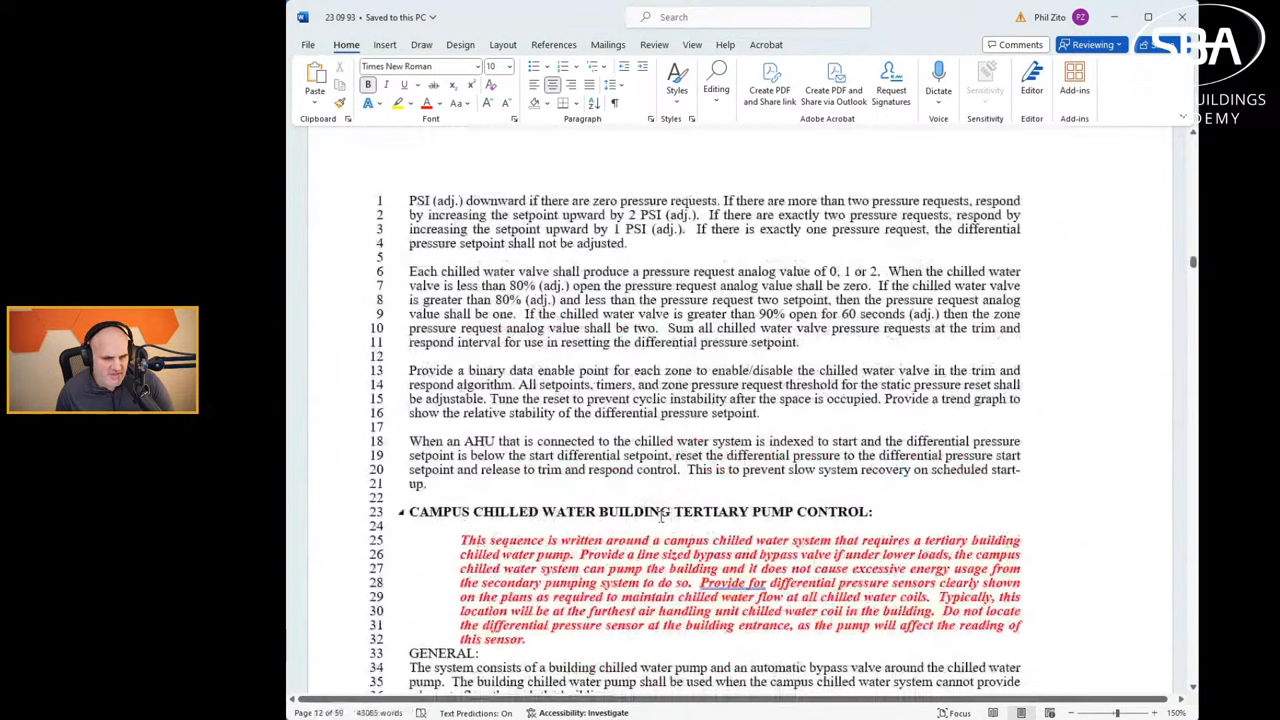 23 09 93 • Saved to this PC
Search
Phil Zito
PZ
SBA
BUILDINGS
DEMY
File Home Insert Draw Design Layout References Mailings Review View Help Acrobat
Comments
Reviewing
Times New Roman
10
Paste
Styles
Editing
Create PDF and Share link
Create PDF and Share via Outlook
Request Signatures
Dictate
Sensitivity
Editor
Add-ins
Clipboard
Font
Paragraph
Styles
Adobe Acrobat
Voice
Sensitivity
Editor
Add-ins
1 PSI (adj.) downward if there are zero pressure requests. If there are more than two pressure requests, respond
2 by increasing the setpoint upward by 2 PSI (adj.). If there are exactly two pressure requests, respond by
3 increasing the setpoint upward by 1 PSI (adj.). If there is exactly one pressure request, the differential
4 pressure setpoint shall not be adjusted.
5
6 Each chilled water valve shall produce a pressure request analog value of 0, 1 or 2. When the chilled water
7 valve is less than 80% (adj.) open the pressure request analog value shall be zero. If the chilled water valve
8 is greater than 80% (adj.) and less than the pressure request two setpoint, then the pressure request analog
9 value shall be one. If the chilled water valve is greater than 90% open for 60 seconds (adj.) then the zone
10 pressure request analog value shall be two. Sum all chilled water valve pressure requests at the trim and
11 respond interval for use in resetting the differential pressure setpoint.
12
13 Provide a binary data enable point for each zone to enable/disable the chilled water valve in the trim and
14 respond algorithm. All setpoints, timers, and zone pressure request threshold for the static pressure reset shall
15 be adjustable. Tune the reset to prevent cyclic instability after the space is occupied. Provide a trend graph to
16 show the relative stability of the differential pressure setpoint.
17
18 When an AHU that is connected to the chilled water system is indexed to start and the differential pressure
19 setpoint is below the start differential setpoint, reset the differential pressure to the differential pressure start
20 setpoint and release to trim and respond control. This is to prevent slow system recovery on scheduled start-
21 up.
22
23 CAMPUS CHILLED WATER BUILDING TERTIARY PUMP CONTROL:
24
25 This sequence is written around a campus chilled water system that requires a tertiary building
26 chilled water pump. Provide a line sized bypass and bypass valve if under lower loads, the campus
27 chilled water system can pump the building and it does not cause excessive energy usage from
28 the secondary pumping system to do so. Provide for differential pressure sensors clearly shown
29 on the plans as required to maintain chilled water flow at all chilled water coils. Typically, this
30 location will be at the furthest air handling unit chilled water coil in the building. Do not locate
31 the differential pressure sensor at the building entrance, as the pump will affect the reading of
32 this sensor.
33 GENERAL:
34 The system consists of a building chilled water pump and an automatic bypass valve around the chilled water
35 pump. The building chilled water pump shall be used when the campus chilled water system cannot provide
Page 12 of 59 43065 words Text Predictions: On Accessibility: Investigate Focus 150%